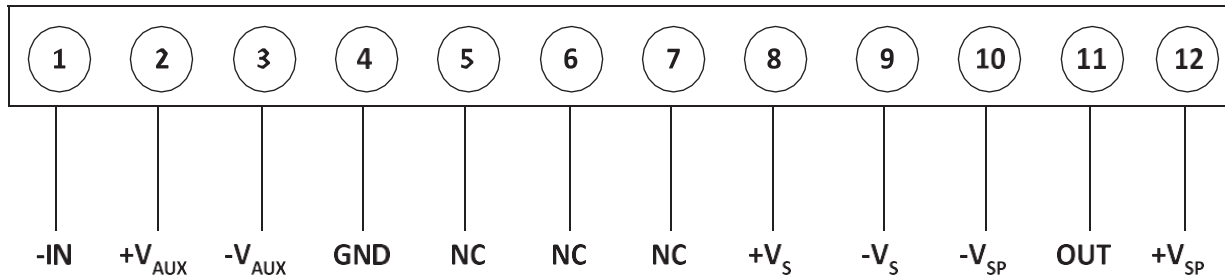 1 2 3 4 5 6 7 8 9 10 11 12
-IN +VAUX -VAUX GND NC NC NC +VS -VS -VSP OUT +VSP